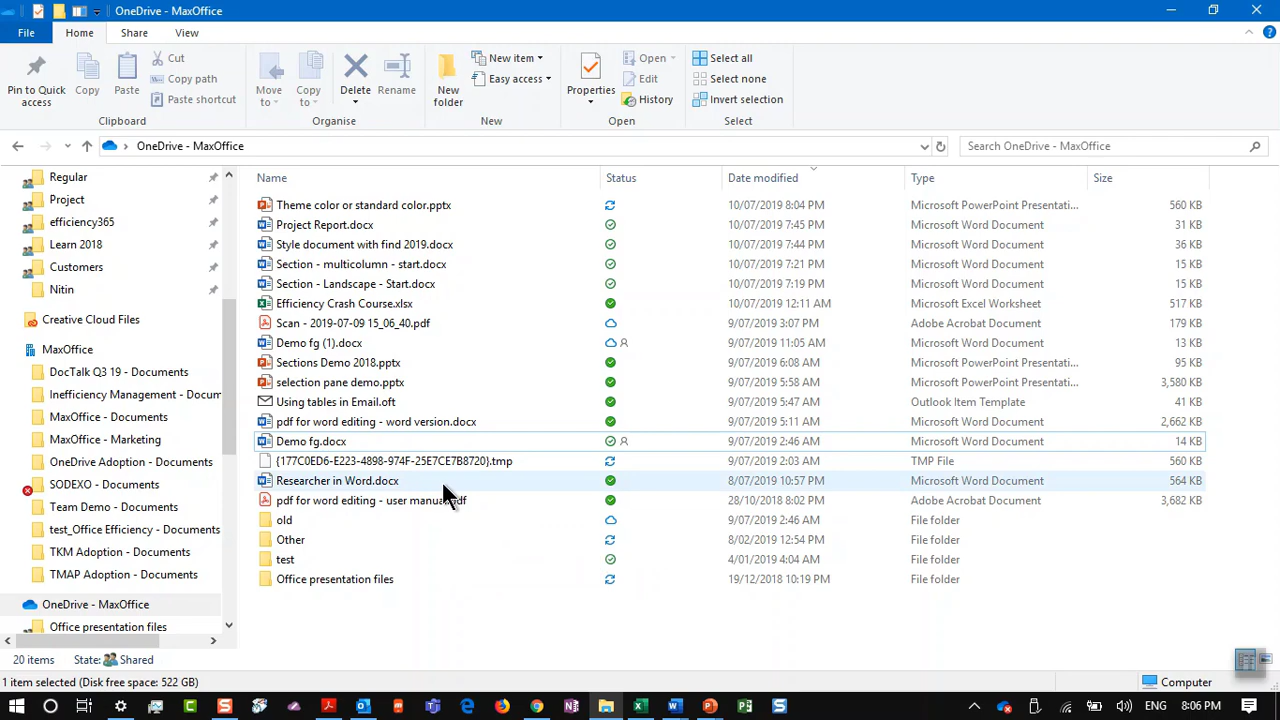 OneDrive - MaxOffice
File Home Share View
Pin to Quick access
Copy
Paste
Cut
Copy path
Paste shortcut
Clipboard
Move to
Copy to
Delete
Rename
Organise
New folder
New item
Easy access
New
Properties
Open
Edit
History
Open
Select all
Select none
Invert selection
Select
OneDrive - MaxOffice
Search OneDrive - MaxOffice
Regular
Project
efficiency365
Learn 2018
Customers
Nitin
Creative Cloud Files
MaxOffice
DocTalk Q3 19 - Documents
Inefficiency Management - Docum
MaxOffice - Documents
MaxOffice - Marketing
OneDrive Adoption - Documents
SODEXO - Documents
Team Demo - Documents
test_Office Efficiency - Documents
TKM Adoption - Documents
TMAP Adoption - Documents
OneDrive - MaxOffice
Office presentation files
Name Status Date modified Type Size
Theme color or standard color.pptx 10/07/2019 8:04 PM Microsoft PowerPoint Presentati... 560 KB
Project Report.docx 10/07/2019 7:45 PM Microsoft Word Document 31 KB
Style document with find 2019.docx 10/07/2019 7:44 PM Microsoft Word Document 36 KB
Section - multicolumn - start.docx 10/07/2019 7:21 PM Microsoft Word Document 15 KB
Section - Landscape - Start.docx 10/07/2019 7:19 PM Microsoft Word Document 15 KB
Efficiency Crash Course.xlsx 10/07/2019 12:11 AM Microsoft Excel Worksheet 517 KB
Scan - 2019-07-09 15_06_40.pdf 9/07/2019 3:07 PM Adobe Acrobat Document 179 KB
Demo fg (1).docx 9/07/2019 11:05 AM Microsoft Word Document 13 KB
Sections Demo 2018.pptx 9/07/2019 6:08 AM Microsoft PowerPoint Presentati... 95 KB
selection pane demo.pptx 9/07/2019 5:58 AM Microsoft PowerPoint Presentati... 3,580 KB
Using tables in Email.oft 9/07/2019 5:47 AM Outlook Item Template 41 KB
pdf for word editing - word version.docx 9/07/2019 5:11 AM Microsoft Word Document 2,662 KB
Demo fg.docx 9/07/2019 2:46 AM Microsoft Word Document 14 KB
{177C0ED6-E223-4898-974F-25E7CE7B8720}.tmp 9/07/2019 2:03 AM TMP File 560 KB
Researcher in Word.docx 8/07/2019 10:57 PM Microsoft Word Document 564 KB
pdf for word editing - user manual.pdf 28/10/2018 8:02 PM Adobe Acrobat Document 3,682 KB
old 9/07/2019 2:46 AM File folder
Other 8/02/2019 12:54 PM File folder
test 4/01/2019 4:04 AM File folder
Office presentation files 19/12/2018 10:19 PM File folder
20 items State: Shared
1 item selected (Disk free space: 522 GB) Computer
ENG 8:06 PM